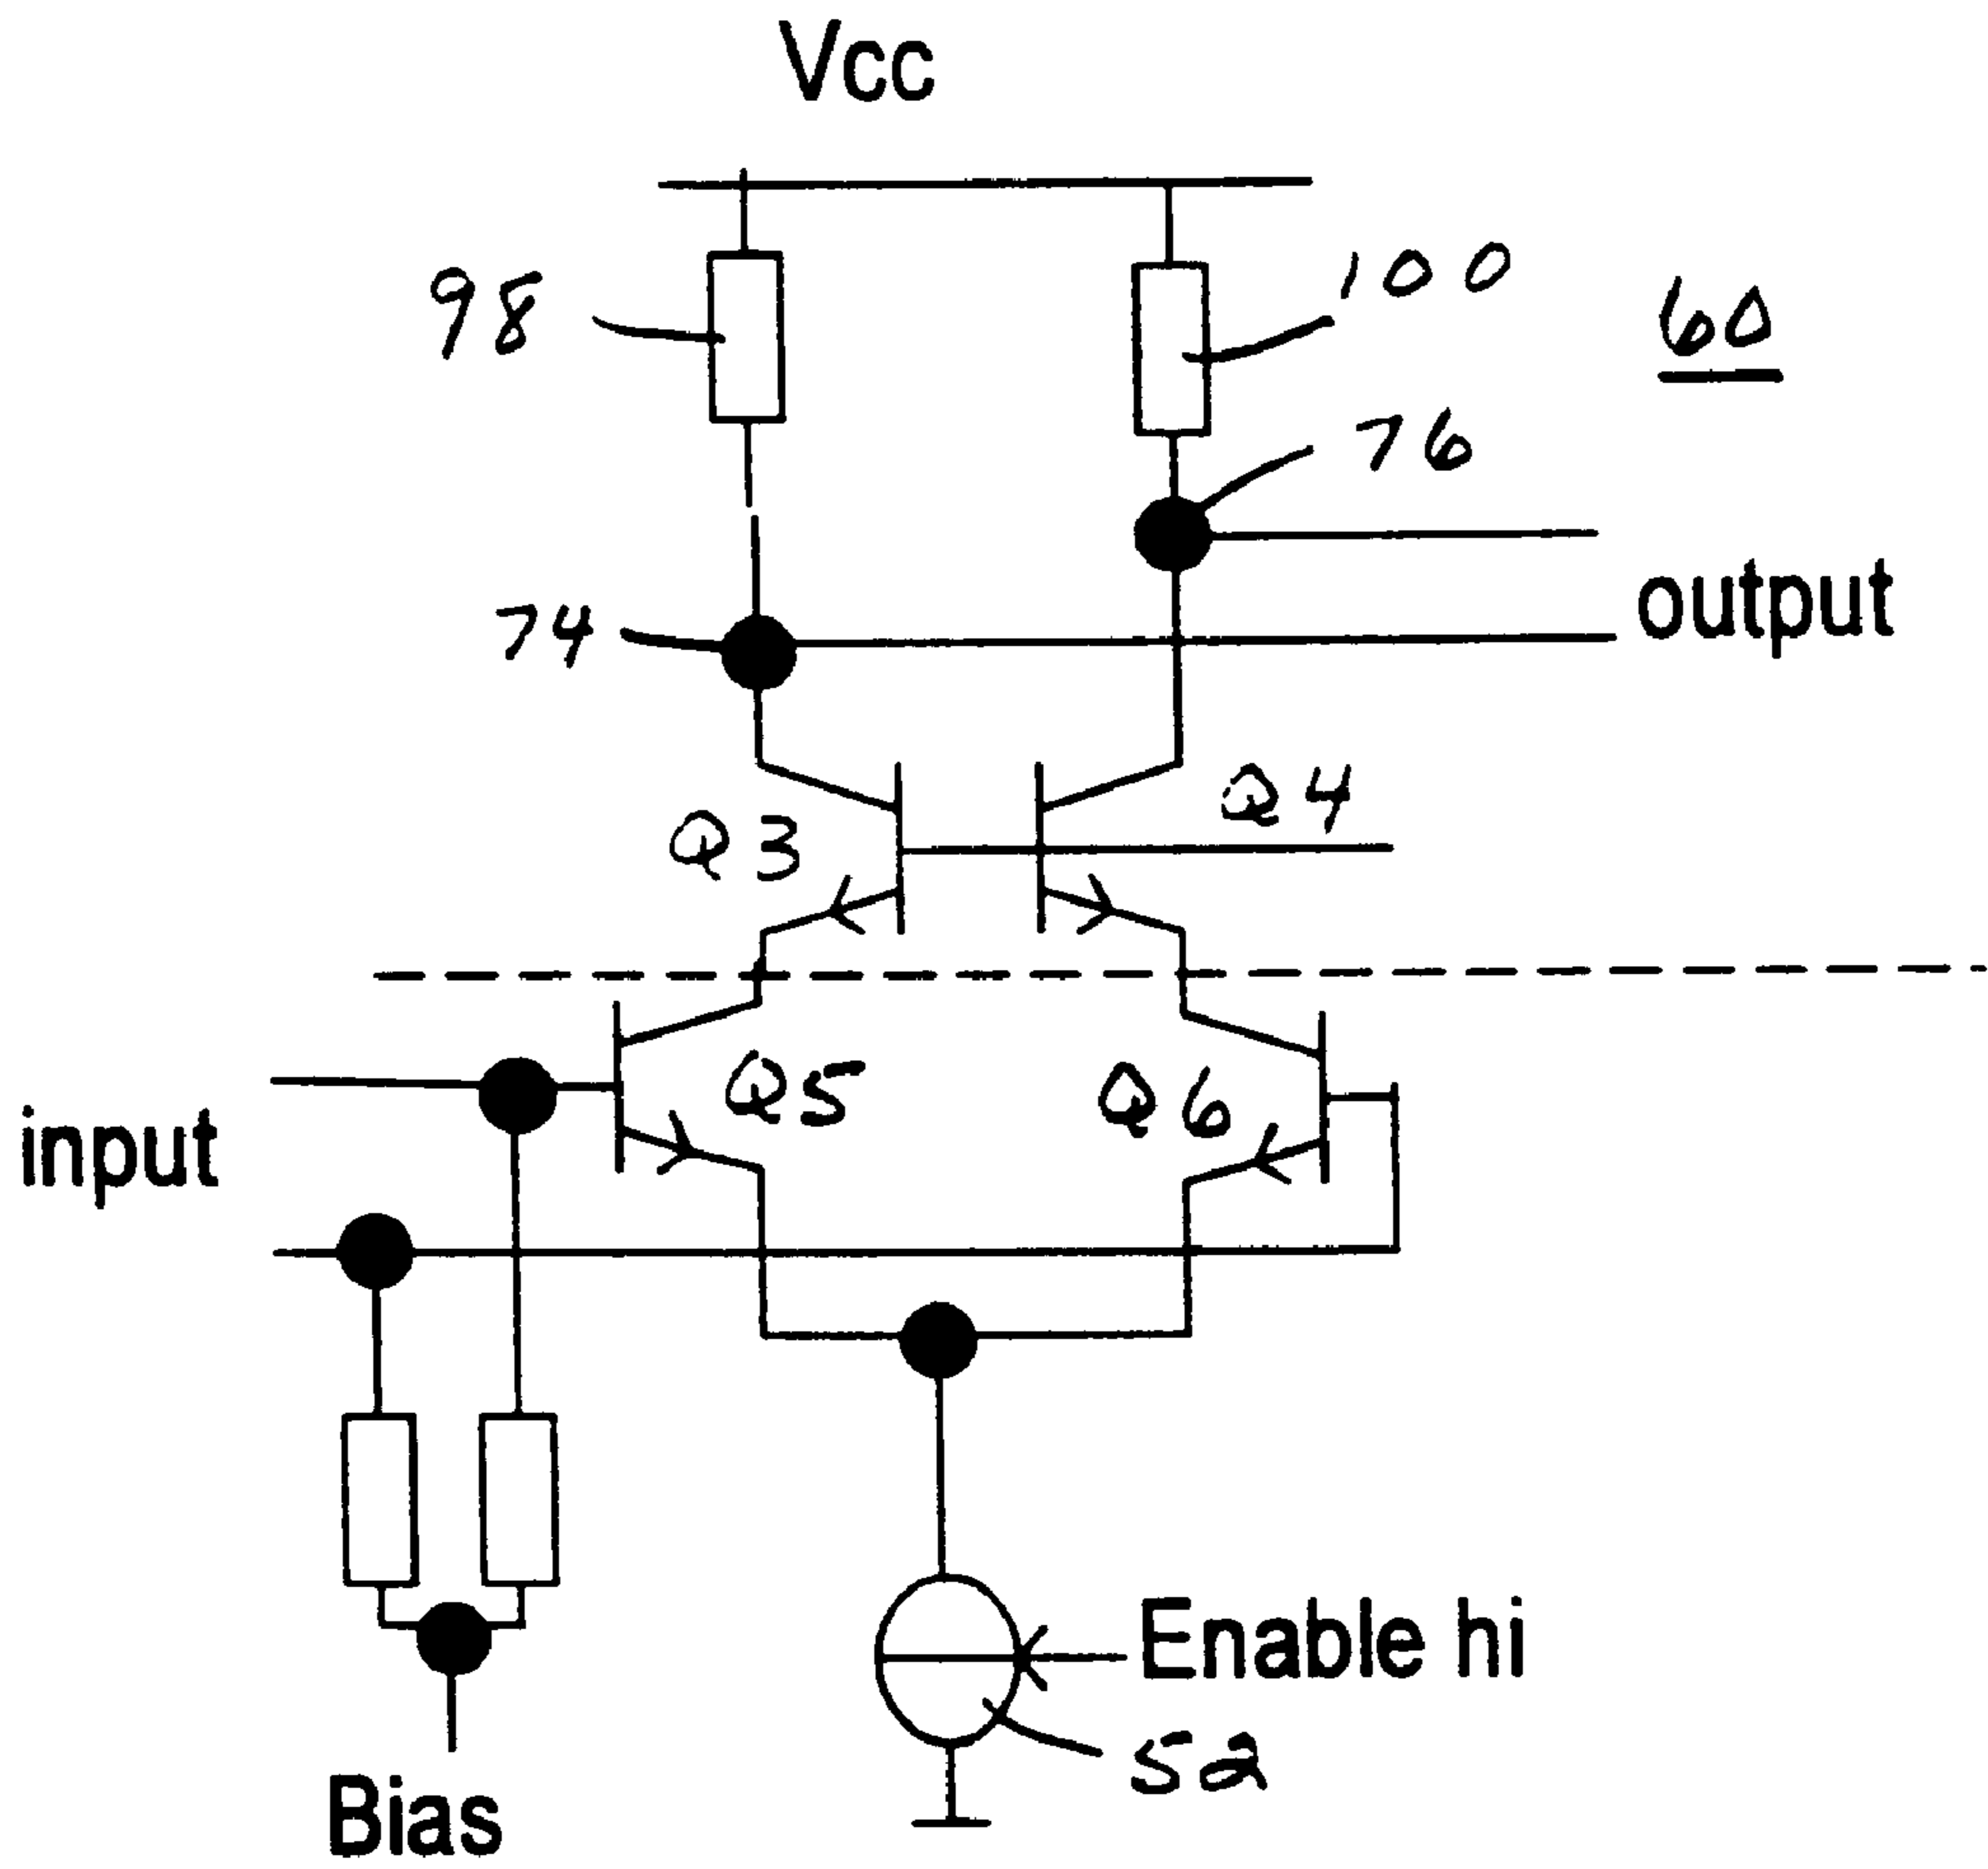 Vcc
98
100
60
76
74
output
Q3
Q4
Q5
Q6
input
Enable hi
52
Bias